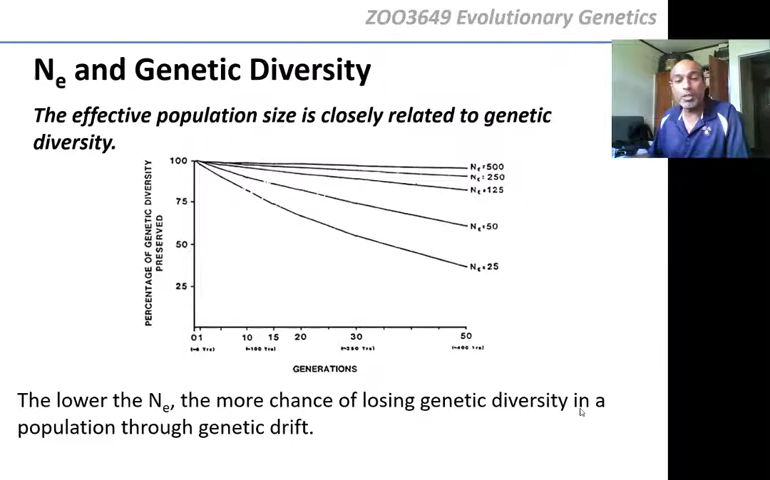 ZOO3649 Evolutionary Genetics
Ne and Genetic Diversity
The effective population size is closely related to genetic
diversity.
PERCENTAGE OF GENETIC DIVERSITY
PRESERVED
100
75
50
25
Ne=500
Ne=250
Ne=125
Ne=50
Ne=25
0 1 10 15 20 30 50
GENERATIONS
The lower the Ne, the more chance of losing genetic diversity in a
population through genetic drift.